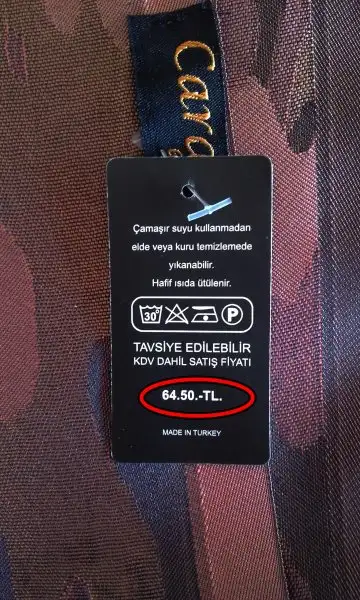 Çamaşır suyu kullanmadan
elde veya kuru temizlemede
yıkanabilir.
Hafif ısıda ütülenir.
30° P
TAVSİYE EDİLEBİLİR
KDV DAHİL SATIŞ FİYATI
64.50.-TL.
MADE IN TURKEY